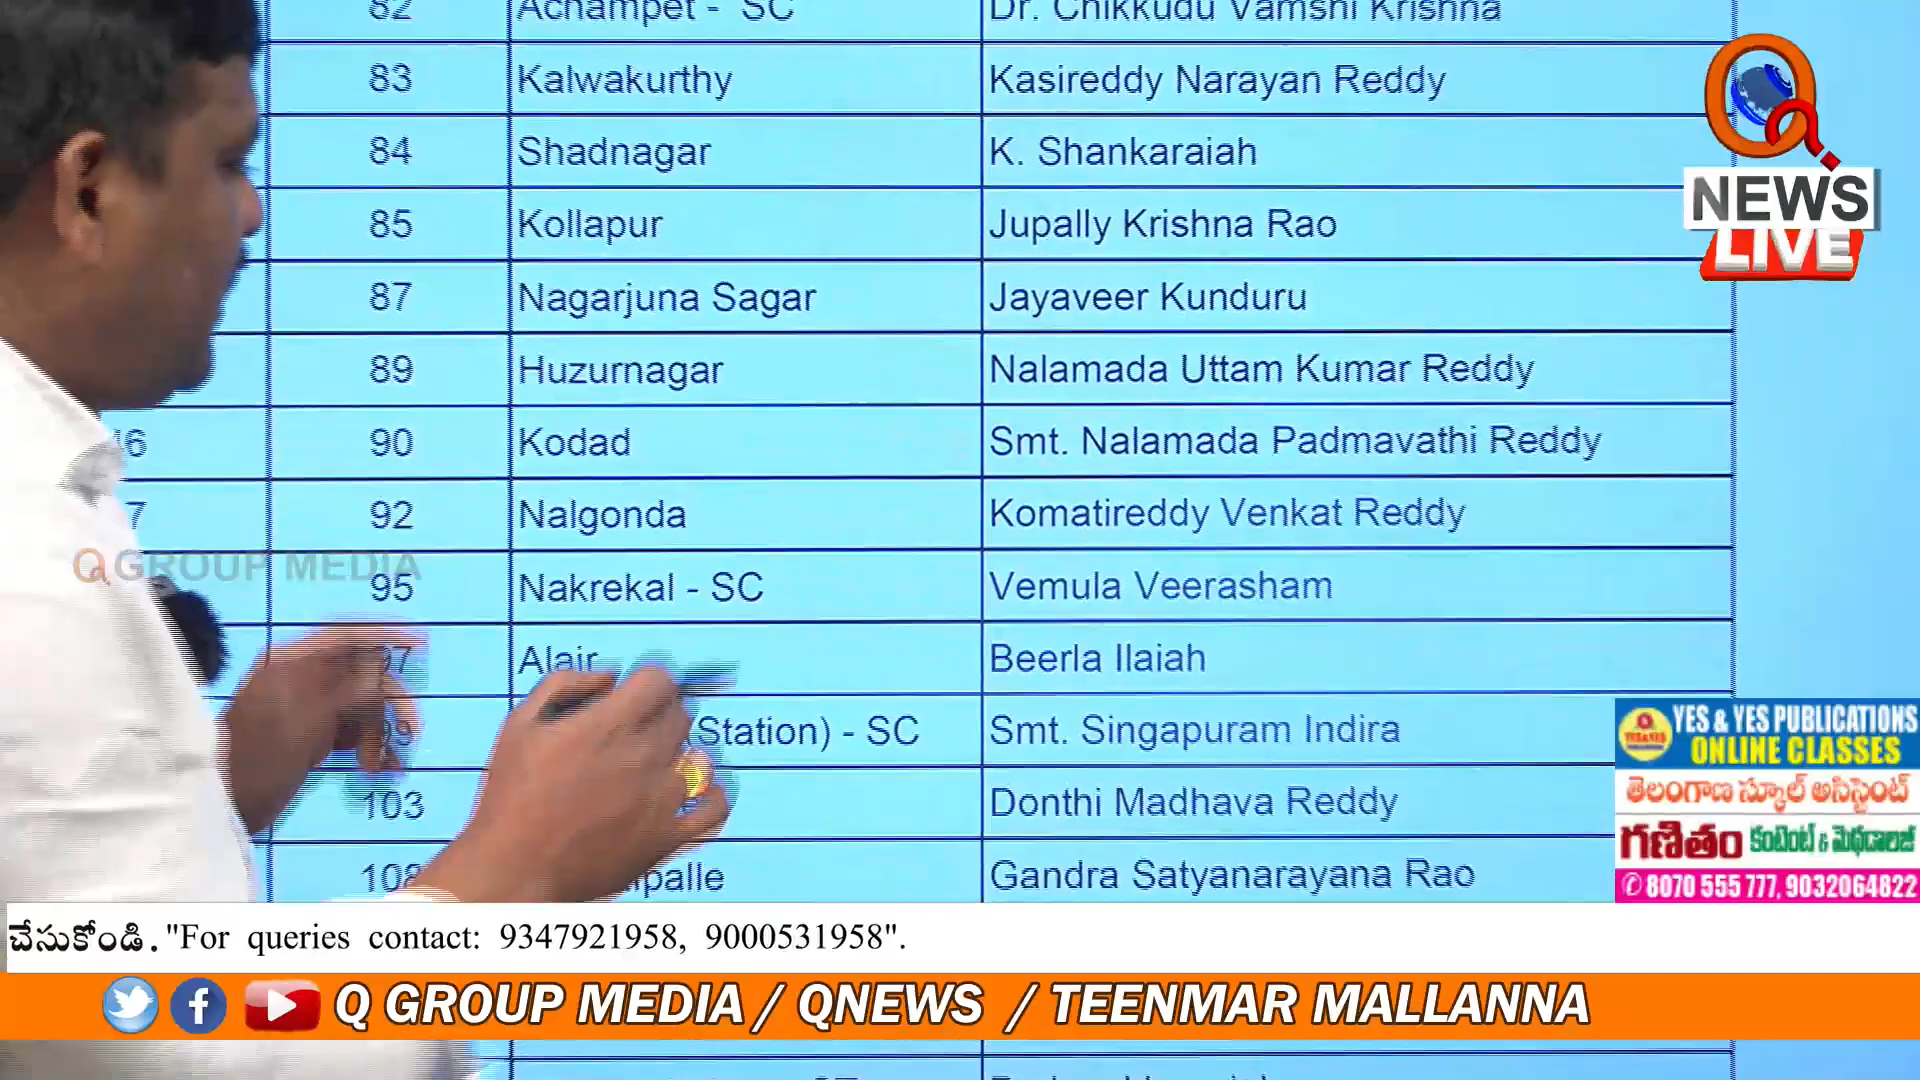 82 Achampet - SC Dr. Chikkudu Vamshi Krishna
83 Kalwakurthy Kasireddy Narayan Reddy
84 Shadnagar K. Shankaraiah
85 Kollapur Jupally Krishna Rao
87 Nagarjuna Sagar Jayaveer Kunduru
89 Huzurnagar Nalamada Uttam Kumar Reddy
90 Kodad Smt. Nalamada Padmavathi Reddy
92 Nalgonda Komatireddy Venkat Reddy
95 Nakrekal - SC Vemula Veerasham
97 Alair Beerla Ilaiah
99 (Station) - SC Smt. Singapuram Indira
103 Donthi Madhava Reddy
108 Gandra Satyanarayana Rao
Q GROUP MEDIA
Q
NEWS
LIVE
YES & YES PUBLICATIONS
ONLINE CLASSES
తెలంగాణ స్కూల్ అసిస్టెంట్
గణితం కంటెంట్ & మెథడాలజీ
8070 555 777, 9032064822
చేసుకోండి. "For queries contact: 9347921958, 9000531958".
Q GROUP MEDIA / QNEWS / TEENMAR MALLANNA